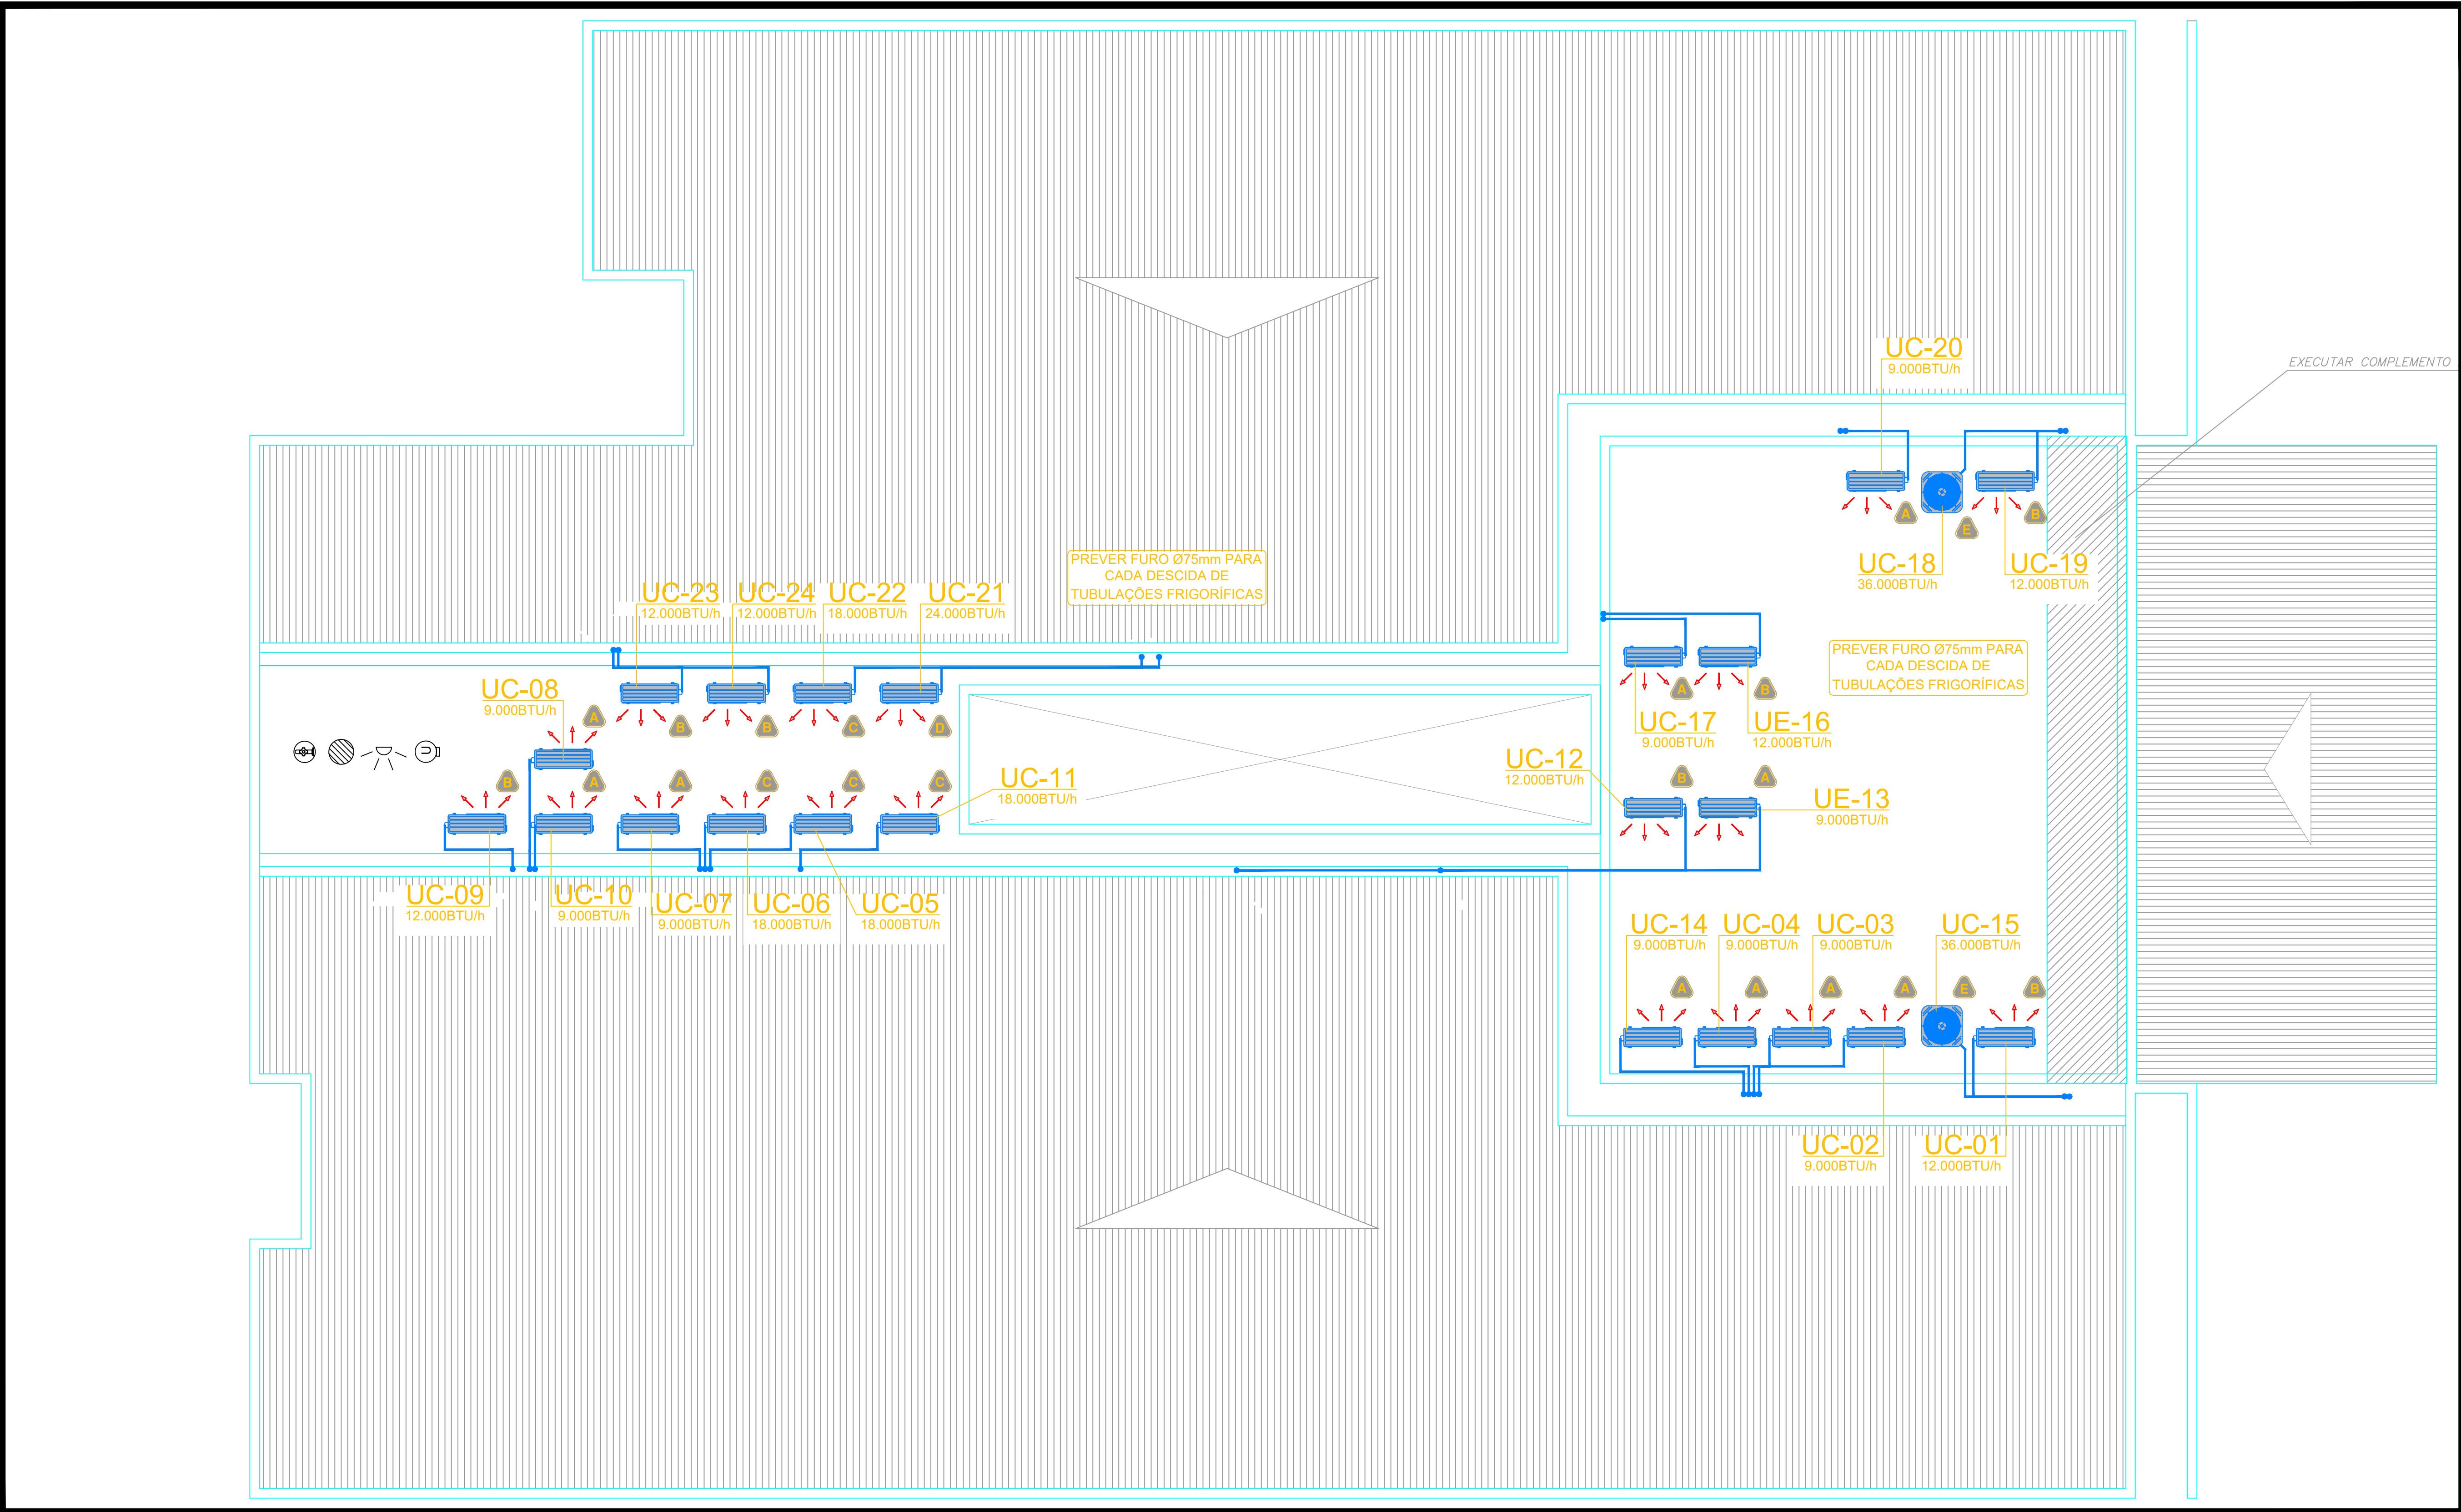 UC-20
9.000BTU/h
EXECUTAR COMPLEMENTO
A
E
B
UC-18
36.000BTU/h
UC-19
12.000BTU/h
PREVER FURO Ø75mm PARA
CADA DESCIDA DE
TUBULAÇÕES FRIGORÍFICAS
UC-23
12.000BTU/h
UC-24
12.000BTU/h
UC-22
18.000BTU/h
UC-21
24.000BTU/h
PREVER FURO Ø75mm PARA
CADA DESCIDA DE
TUBULAÇÕES FRIGORÍFICAS
UC-08
9.000BTU/h
A
B
B
C
D
A
B
UC-17
9.000BTU/h
UE-16
12.000BTU/h
UC-12
12.000BTU/h
B
A
UE-13
9.000BTU/h
B
A
A
C
C
C
UC-11
18.000BTU/h
UC-09
12.000BTU/h
UC-10
9.000BTU/h
UC-07
9.000BTU/h
UC-06
18.000BTU/h
UC-05
18.000BTU/h
UC-14
9.000BTU/h
UC-04
9.000BTU/h
UC-03
9.000BTU/h
UC-15
36.000BTU/h
A
A
A
A
E
B
UC-02
9.000BTU/h
UC-01
12.000BTU/h